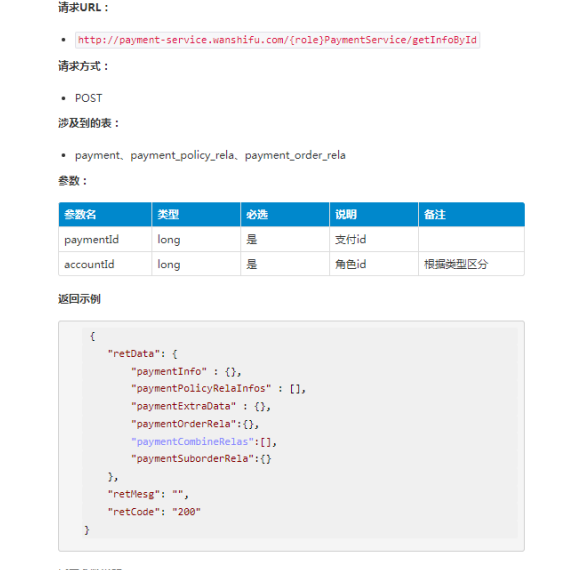 请求URL：
http://payment-service.wanshifu.com/{role}PaymentService/getInfoById
请求方式：
POST
涉及到的表：
payment、payment_policy_rela、payment_order_rela
参数：
参数名 类型 必选 说明 备注
paymentId long 是 支付id
accountId long 是 角色id 根据类型区分
返回示例
{
"retData": {
"paymentInfo" : {},
"paymentPolicyRelaInfos" : [],
"paymentExtraData" : {},
"paymentOrderRela":{},
"paymentCombineRelas":[],
"paymentSuborderRela":{}
},
"retMesg": "",
"retCode": "200"
}